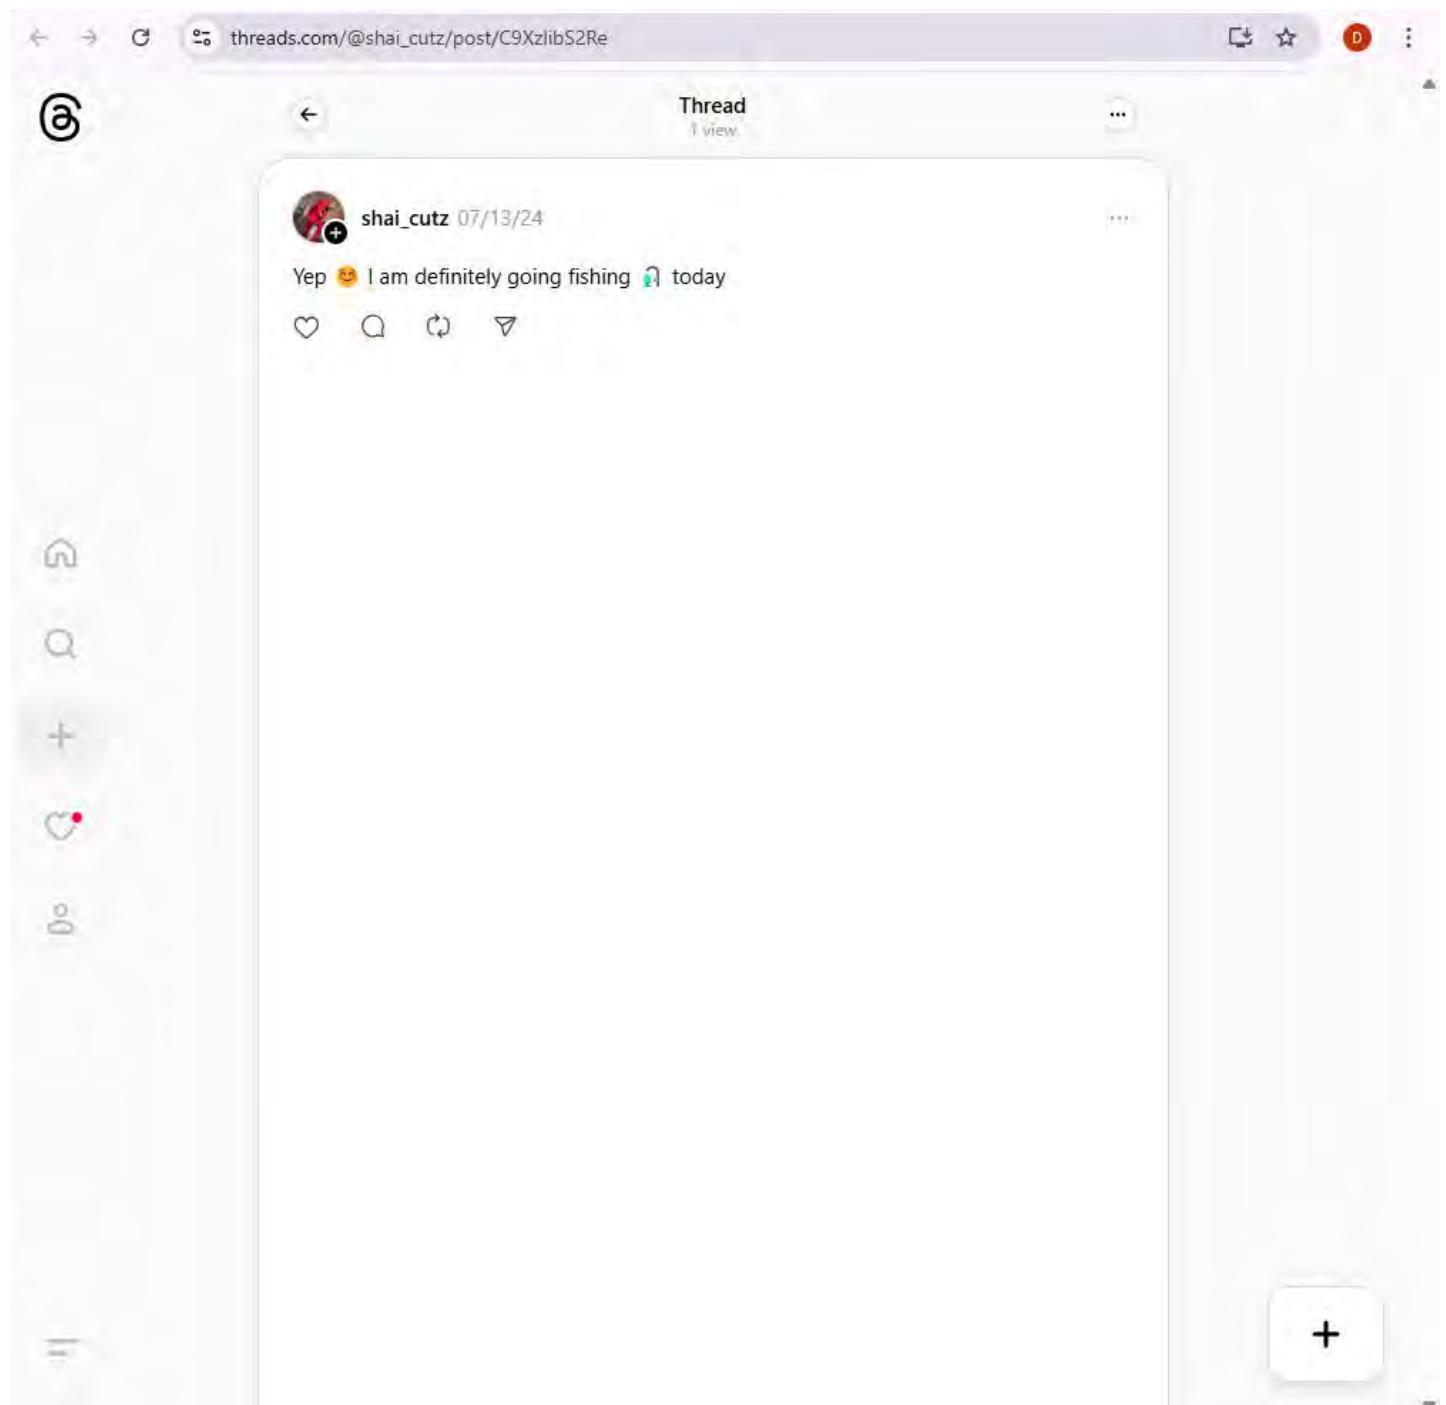 threads.com/@shai_cutz/post/C9XzlibS2Re
D
Thread
1 view
shai_cutz 07/13/24
Yep 😊 I am definitely going fishing 🎣 today